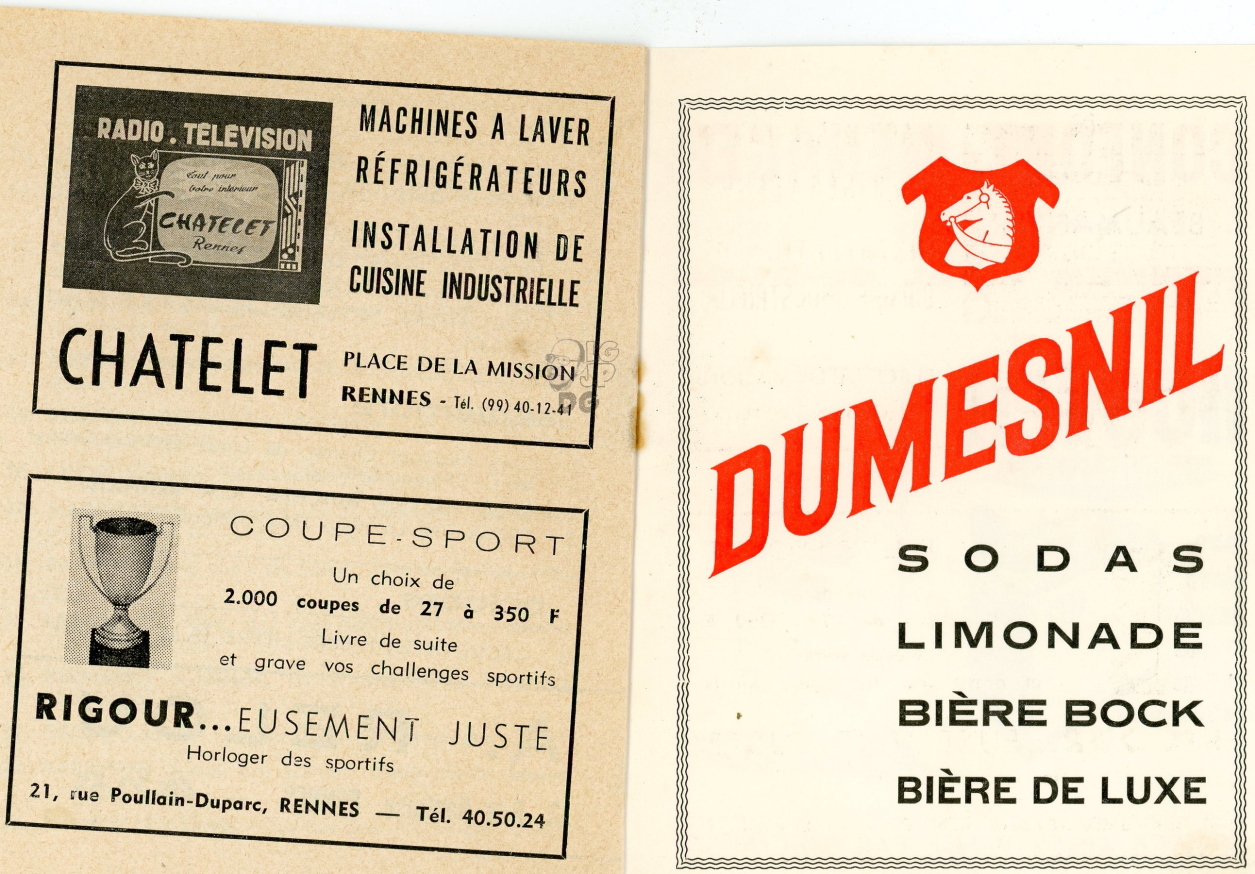 RADIO . TÉLÉVISION
tout pour
votre intérieur
CHATELET
Rennes
MACHINES A LAVER
RÉFRIGÉRATEURS
INSTALLATION DE
CUISINE INDUSTRIELLE
CHATELET
PLACE DE LA MISSION
RENNES - Tél. (99) 40-12-41
COUPE-SPORT
Un choix de
2.000 coupes de 27 à 350 F
Livre de suite
et grave vos challenges sportifs
RIGOUR...EUSEMENT JUSTE
Horloger des sportifs
21, rue Poullain-Duparc, RENNES — Tél. 40.50.24
DUMESNIL
SODAS
LIMONADE
BIÈRE BOCK
BIÈRE DE LUXE